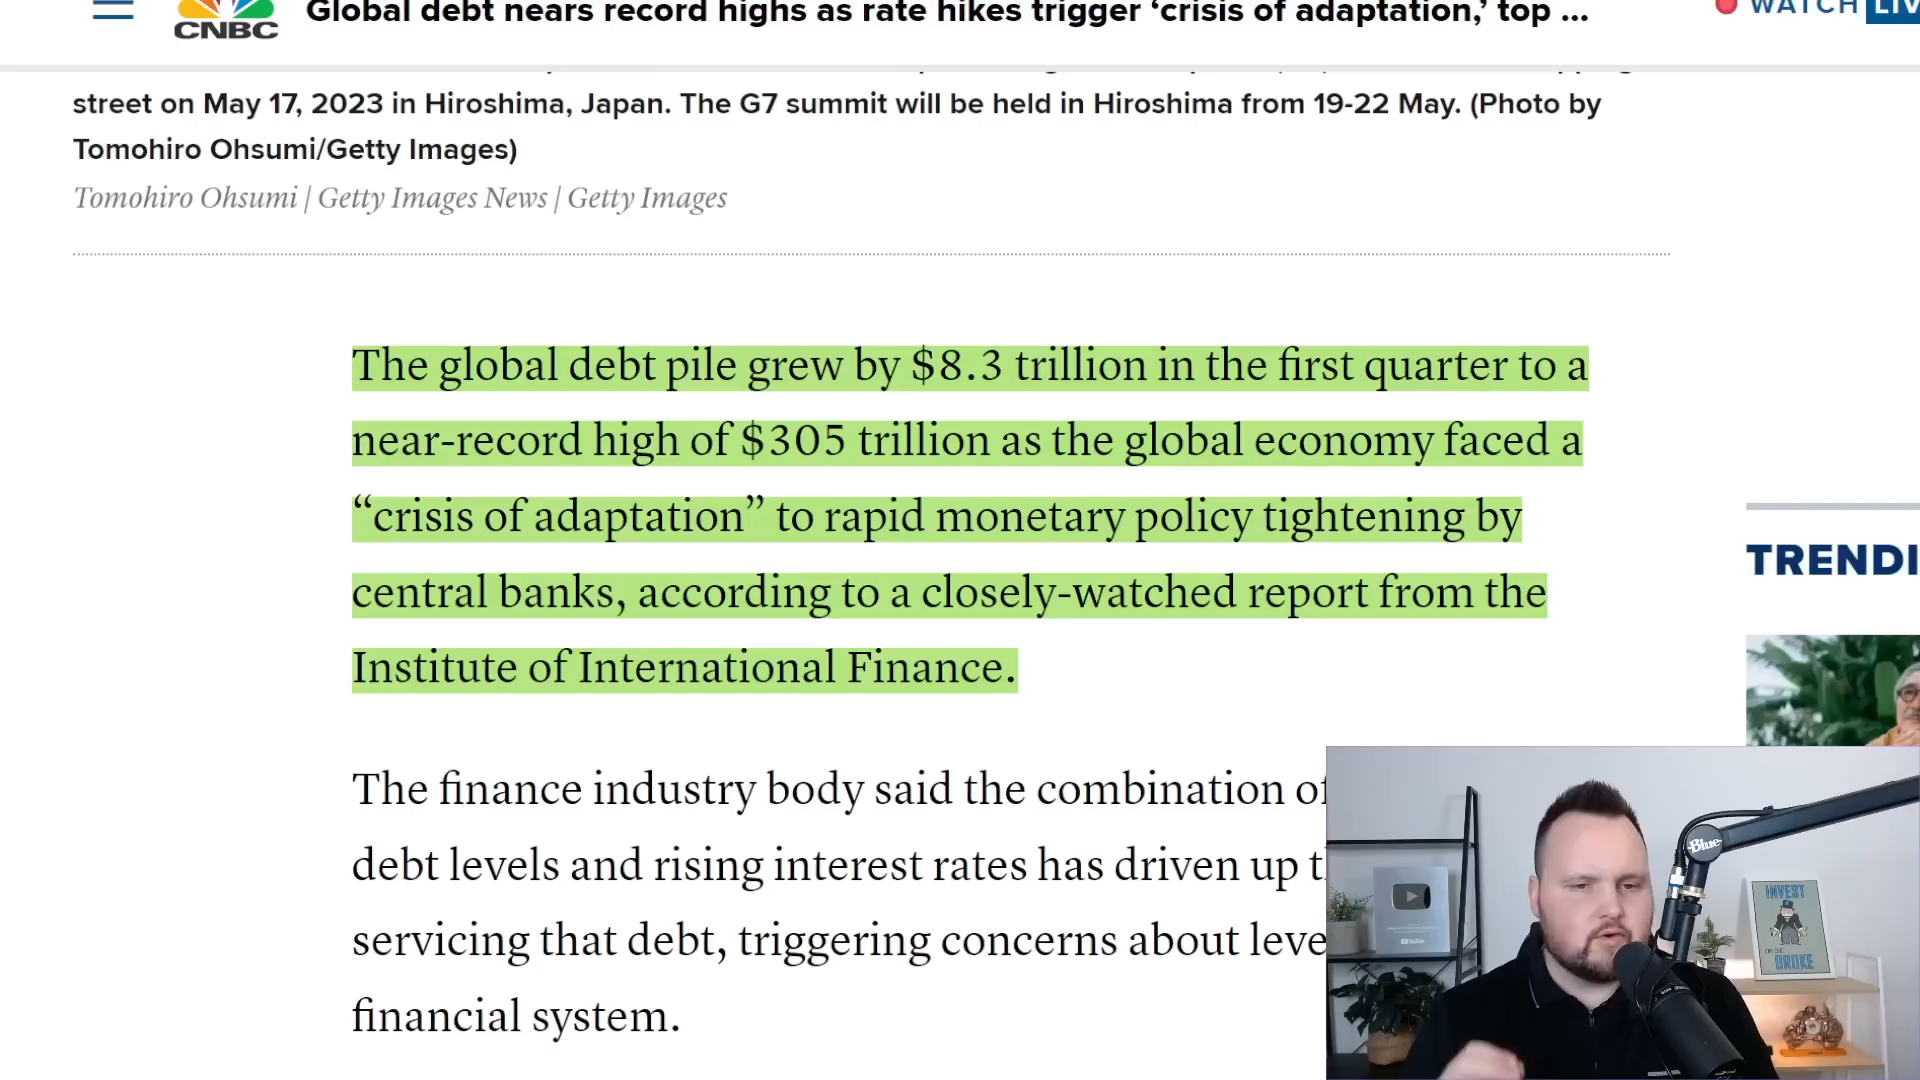 CNBC
Global debt nears record highs as rate hikes trigger ‘crisis of adaptation,’ top ...
WATCH LIV
street on May 17, 2023 in Hiroshima, Japan. The G7 summit will be held in Hiroshima from 19-22 May. (Photo by
Tomohiro Ohsumi/Getty Images)
Tomohiro Ohsumi | Getty Images News | Getty Images
The global debt pile grew by $8.3 trillion in the first quarter to a
near-record high of $305 trillion as the global economy faced a
“crisis of adaptation” to rapid monetary policy tightening by
central banks, according to a closely-watched report from the
Institute of International Finance.
TRENDI
The finance industry body said the combination of
debt levels and rising interest rates has driven up t
servicing that debt, triggering concerns about leve
financial system.
Blue
INVEST
OR DIE
BROKE
YouTube